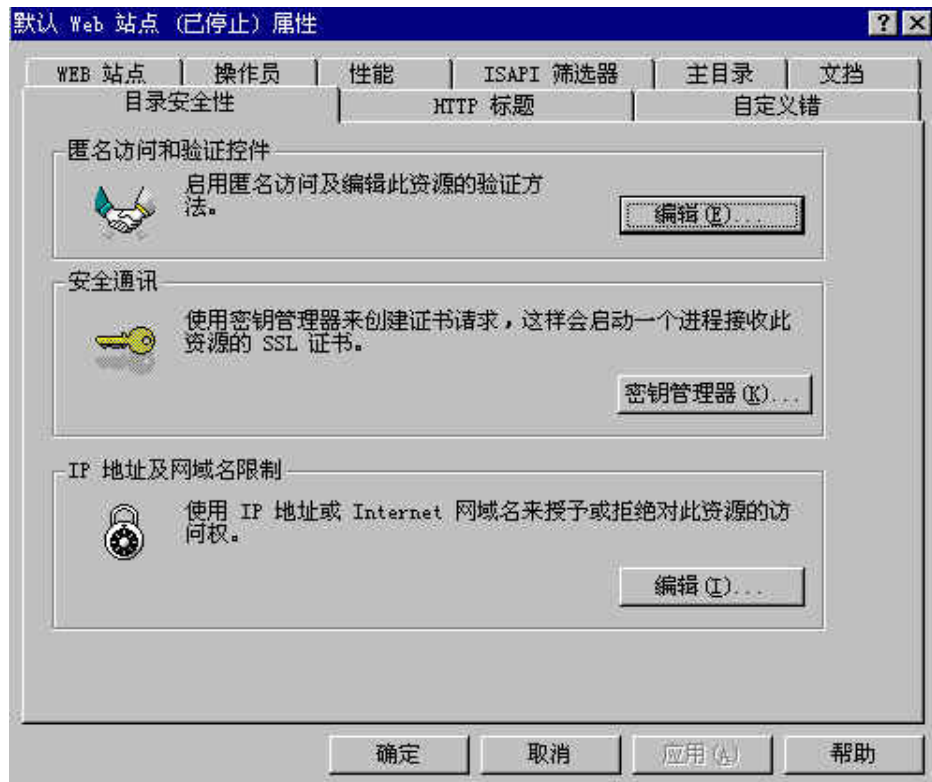 默认 Web 站点 (已停止) 属性
WEB 站点 操作员 性能 ISAPI 筛选器 主目录 文档
目录安全性 HTTP 标题 自定义错
匿名访问和验证控件
启用匿名访问及编辑此资源的验证方
法。
编辑(E)...
安全通讯
使用密钥管理器来创建证书请求，这样会启动一个进程接收此
资源的 SSL 证书。
密钥管理器(K)...
IP 地址及网域名限制
使用 IP 地址或 Internet 网域名来授予或拒绝对此资源的访
问权。
编辑(I)...
确定 取消 应用(A) 帮助